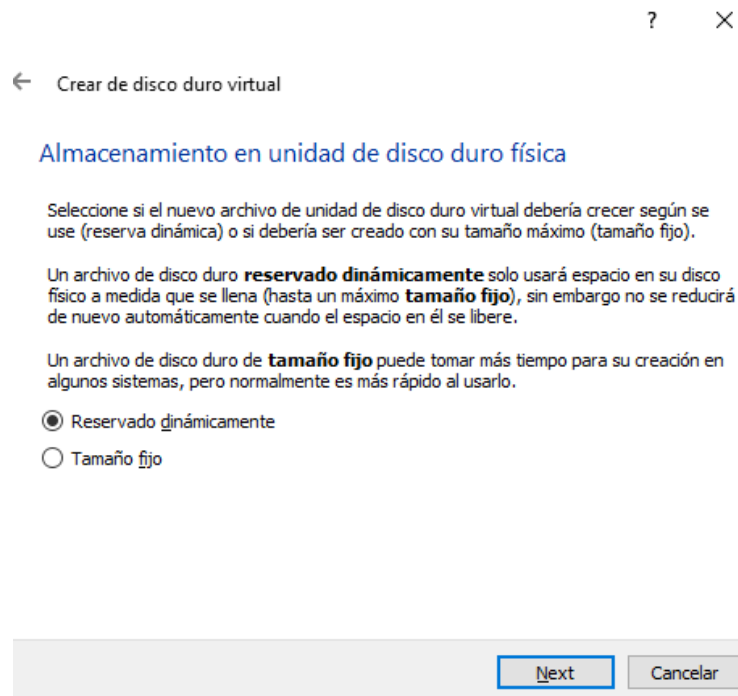 Crear de disco duro virtual
Almacenamiento en unidad de disco duro física
Seleccione si el nuevo archivo de unidad de disco duro virtual debería crecer según se
use (reserva dinámica) o si debería ser creado con su tamaño máximo (tamaño fijo).
Un archivo de disco duro reservado dinámicamente solo usará espacio en su disco
físico a medida que se llena (hasta un máximo tamaño fijo), sin embargo no se reducirá
de nuevo automáticamente cuando el espacio en él se libere.
Un archivo de disco duro de tamaño fijo puede tomar más tiempo para su creación en
algunos sistemas, pero normalmente es más rápido al usarlo.
Reservado dinámicamente
Tamaño fijo
Next Cancelar